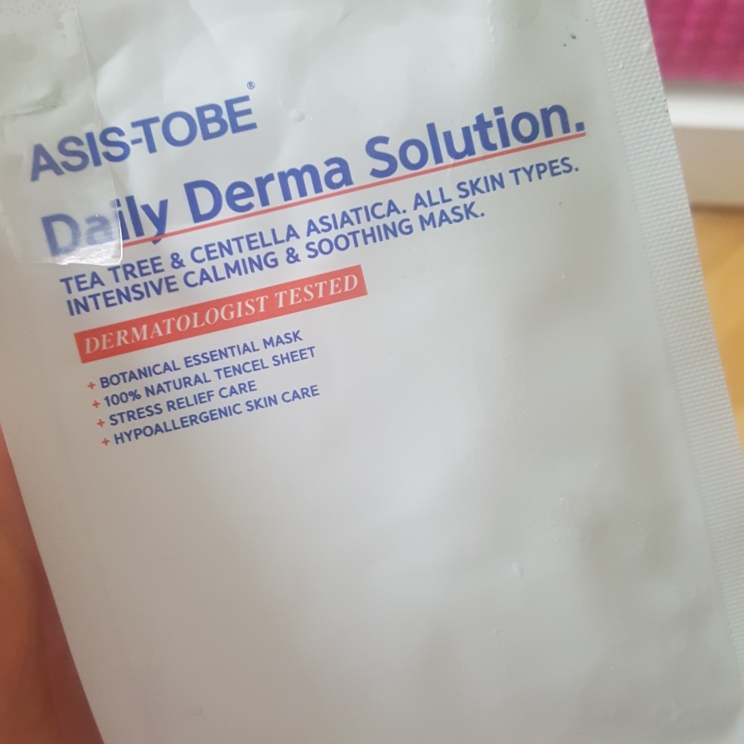 ASIS-TOBE®
Daily Derma Solution.
TEA TREE & CENTELLA ASIATICA. ALL SKIN TYPES.
INTENSIVE CALMING & SOOTHING MASK.
DERMATOLOGIST TESTED
+ BOTANICAL ESSENTIAL MASK
+ 100% NATURAL TENCEL SHEET
+ STRESS RELIEF CARE
+ HYPOALLERGENIC SKIN CARE